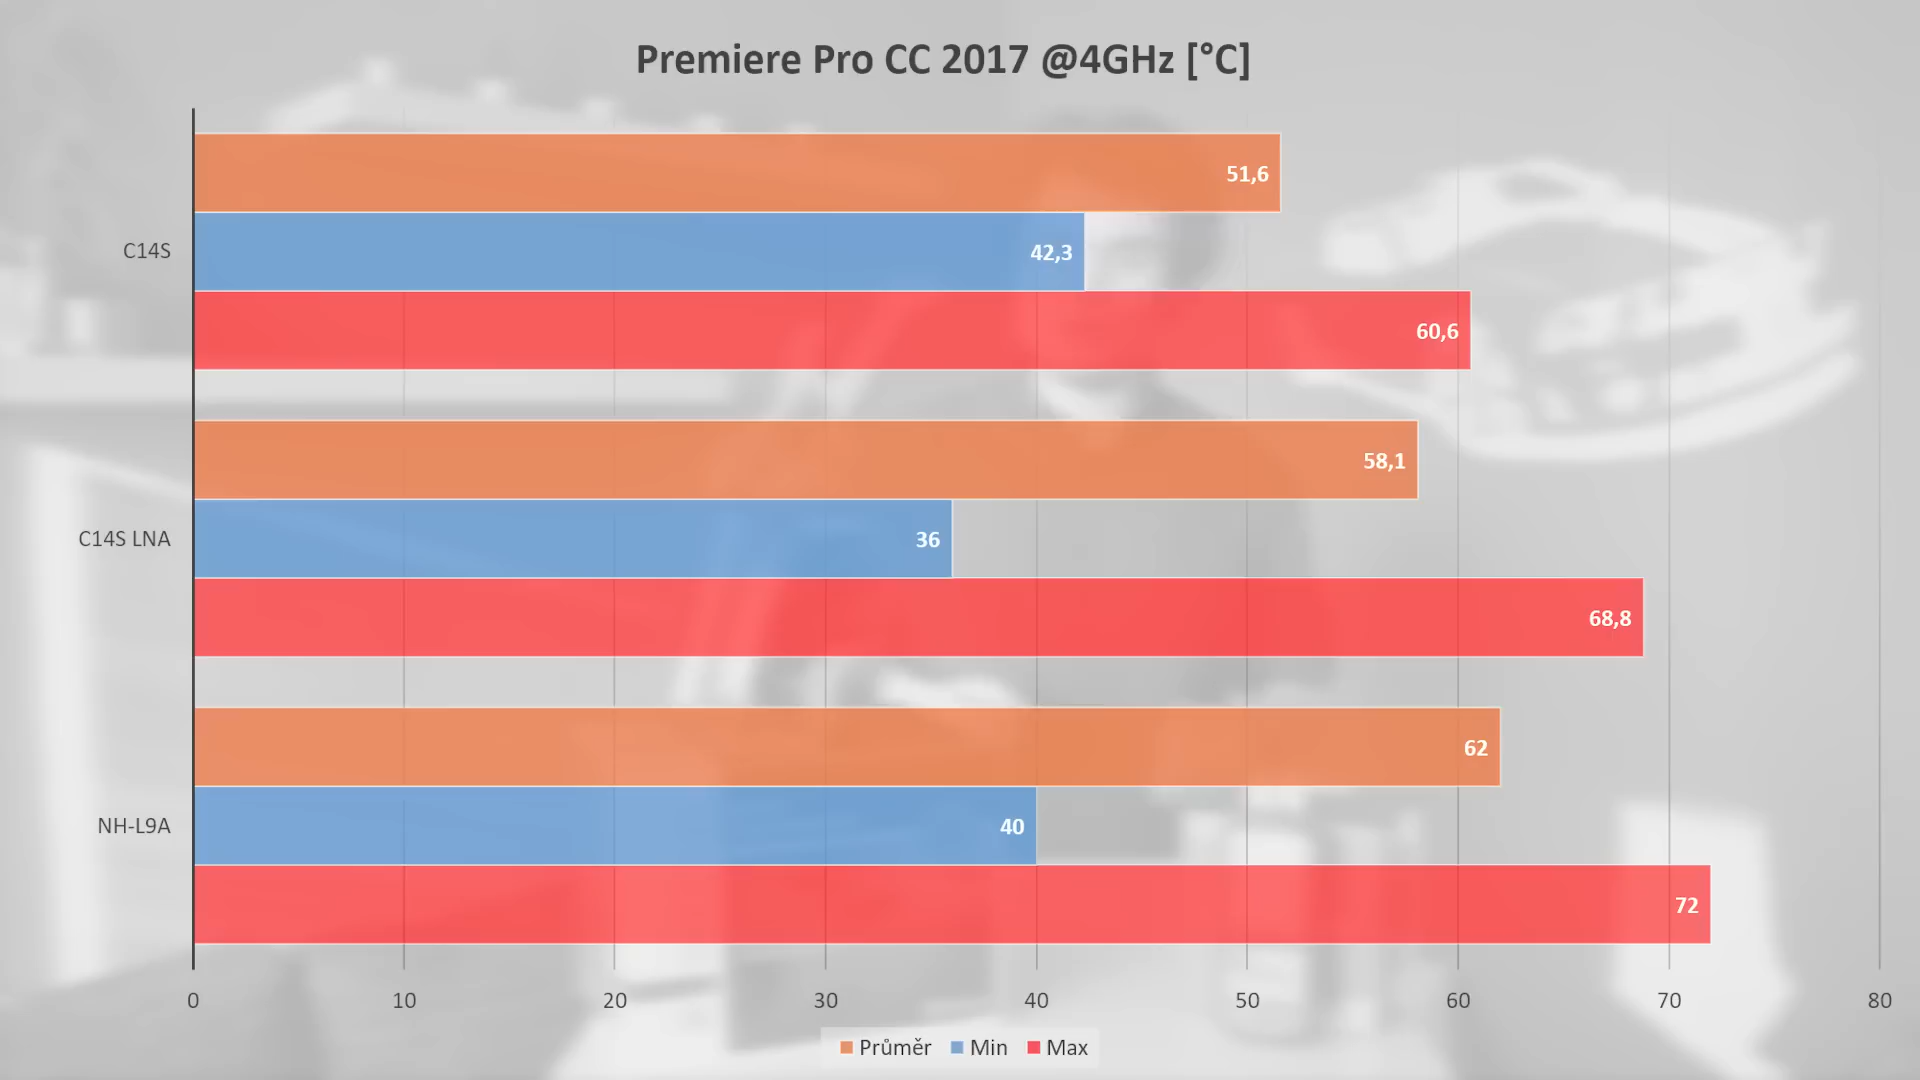 Premiere Pro CC 2017 @4GHz [°C]
51,6
C14S
42,3
60,6
58,1
C14S LNA
36
68,8
62
NH-L9A
40
72
0 10 20 30 40 50 60 70 80
Průměr Min Max